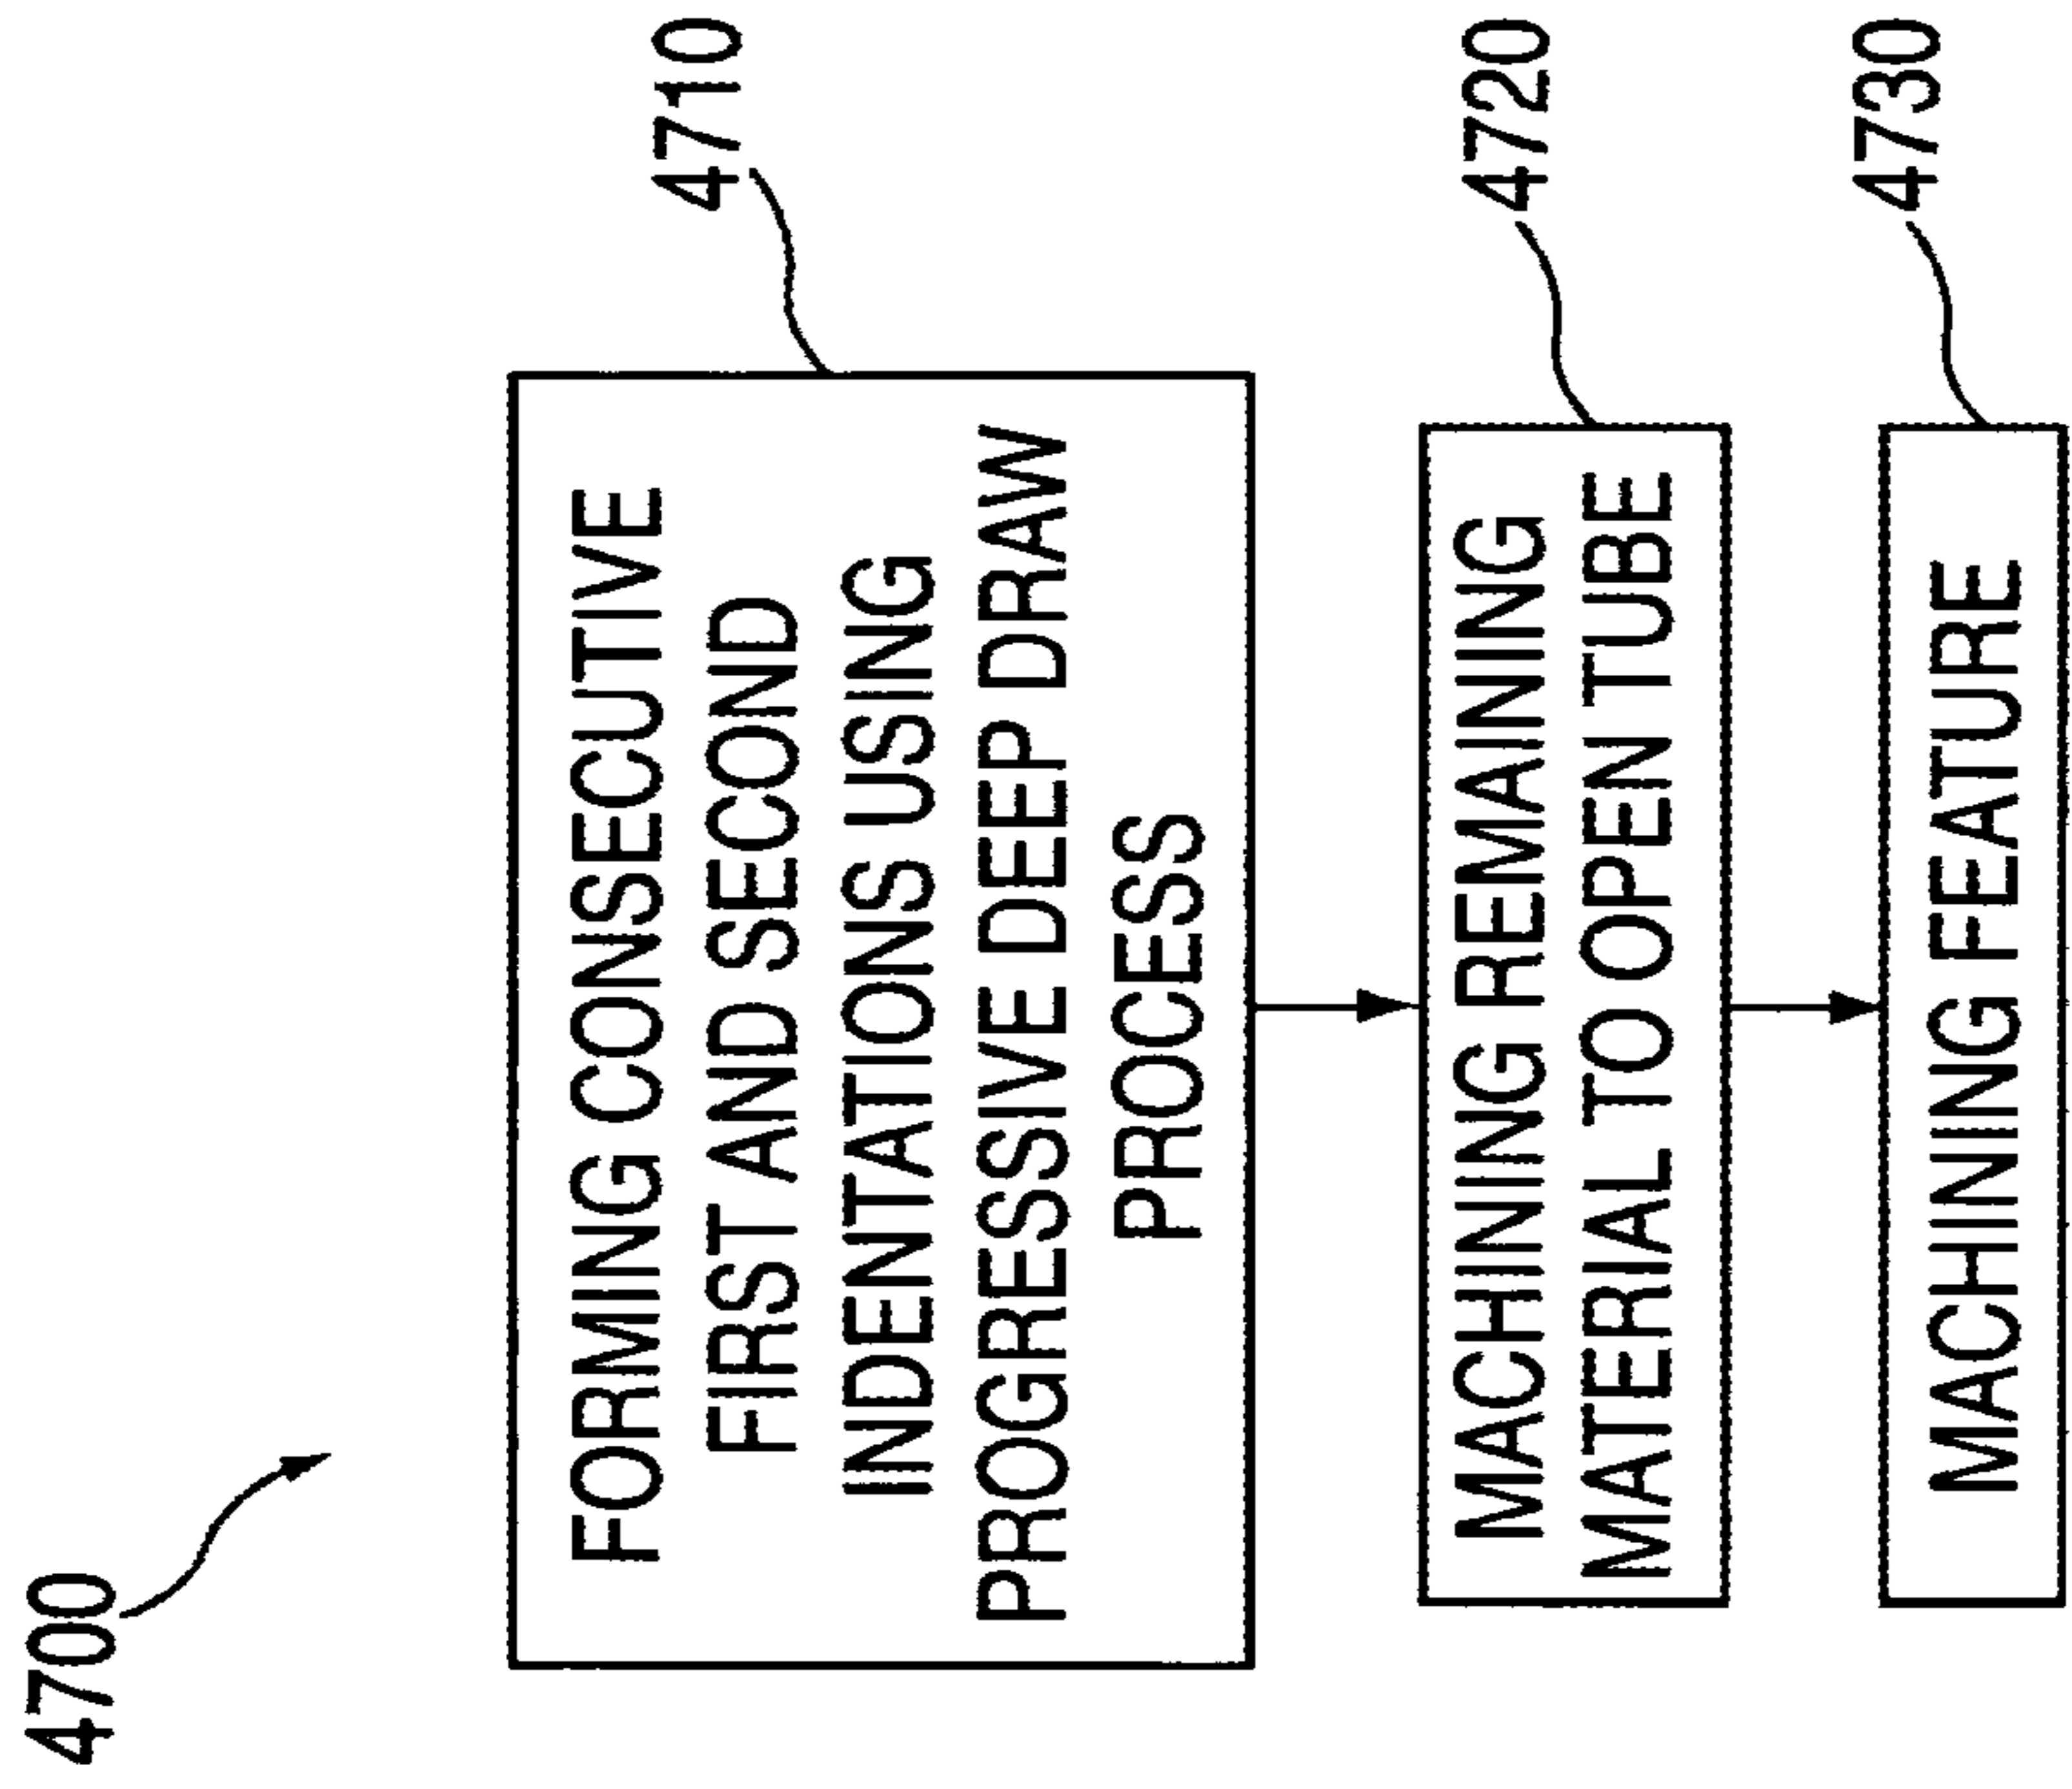 4700
FORMING CONSECUTIVE
FIRST AND SECOND
INDENTATIONS USING
PROGRESSIVE DEEP DRAW
PROCESS
4710
MACHINING REMAINING
MATERIAL TO OPEN TUBE
4720
MACHINING FEATURE
4730